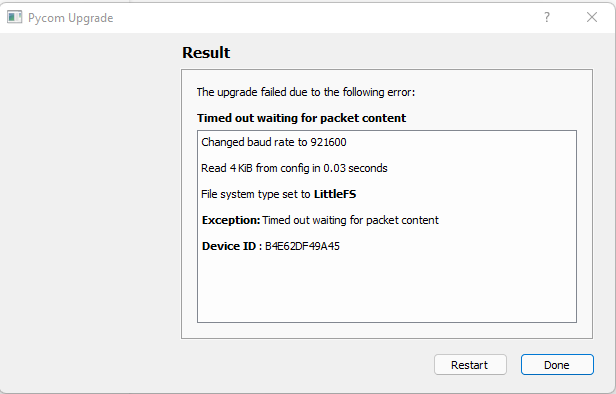 Pycom Upgrade
?
Result
The upgrade failed due to the following error:
Timed out waiting for packet content
Changed baud rate to 921600
Read 4 KiB from config in 0.03 seconds
File system type set to LittleFS
Exception: Timed out waiting for packet content
Device ID : B4E62DF49A45
Restart Done